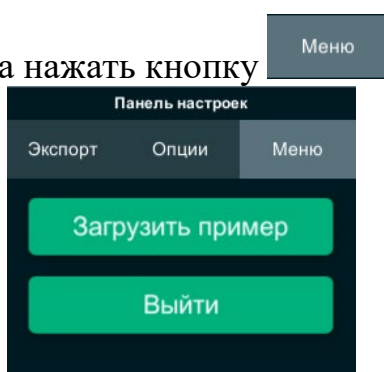 а нажать кнопку Меню
Панель настроек
Экспорт Опции Меню
Загрузить пример
Выйти